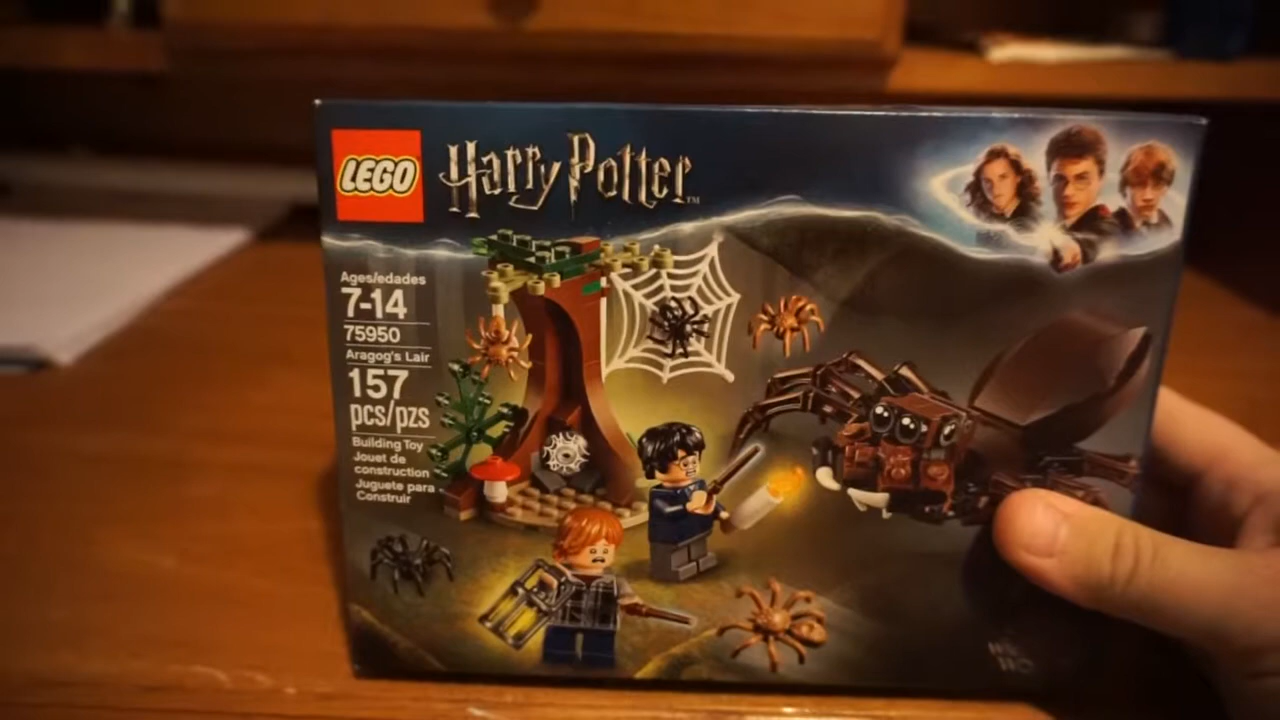 LEGO
Harry Potter™
Ages/edades
7-14
75950
Aragog's Lair
157
pcs/pzs
Building Toy
Jouet de
construction
Juguete para
Construir